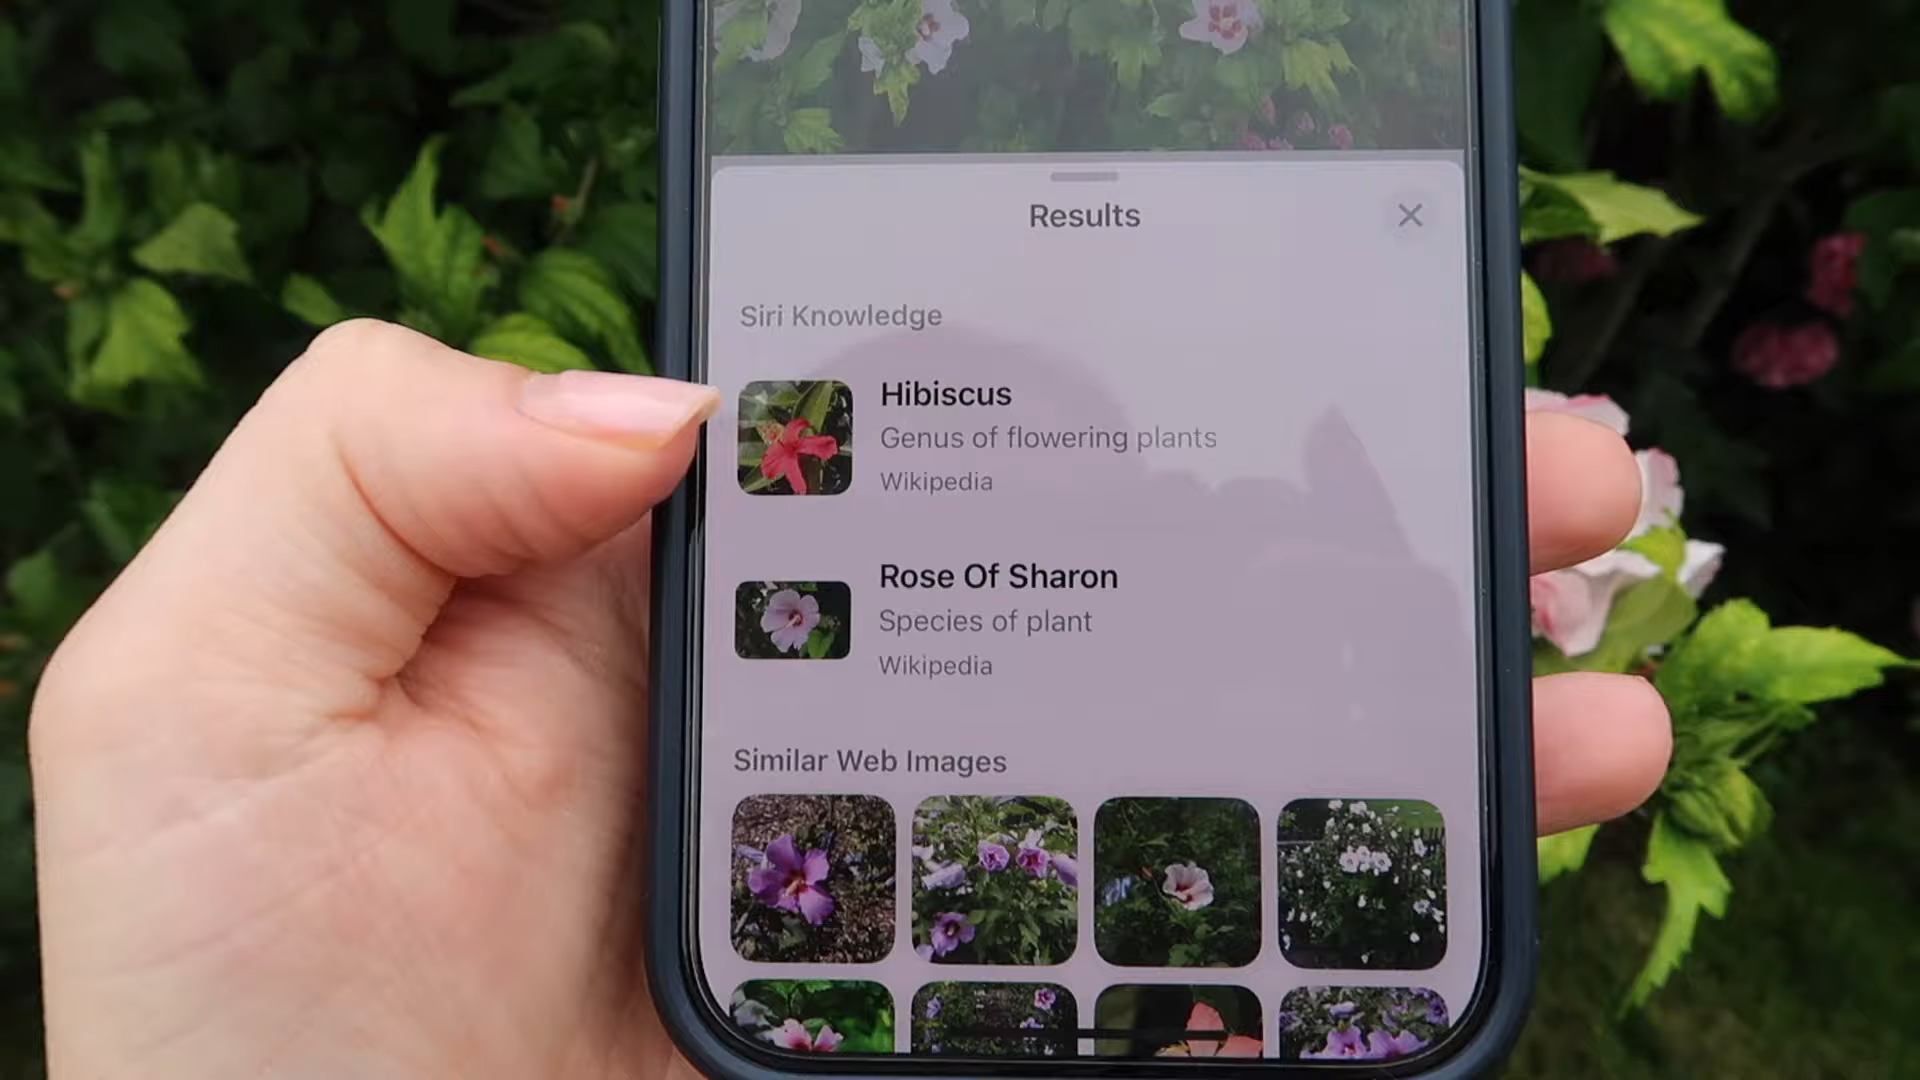 Results
Siri Knowledge
Hibiscus
Genus of flowering plants
Wikipedia
Rose Of Sharon
Species of plant
Wikipedia
Similar Web Images